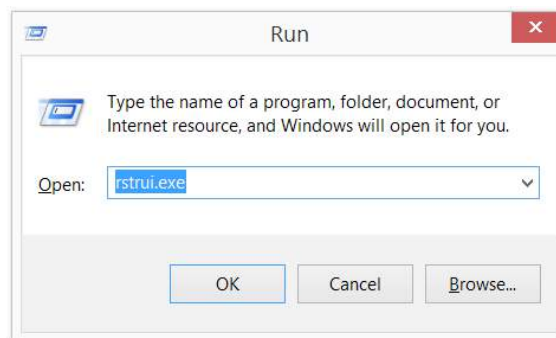 Run
Type the name of a program, folder, document, or
Internet resource, and Windows will open it for you.
Open: rstrui.exe
OK Cancel Browse...